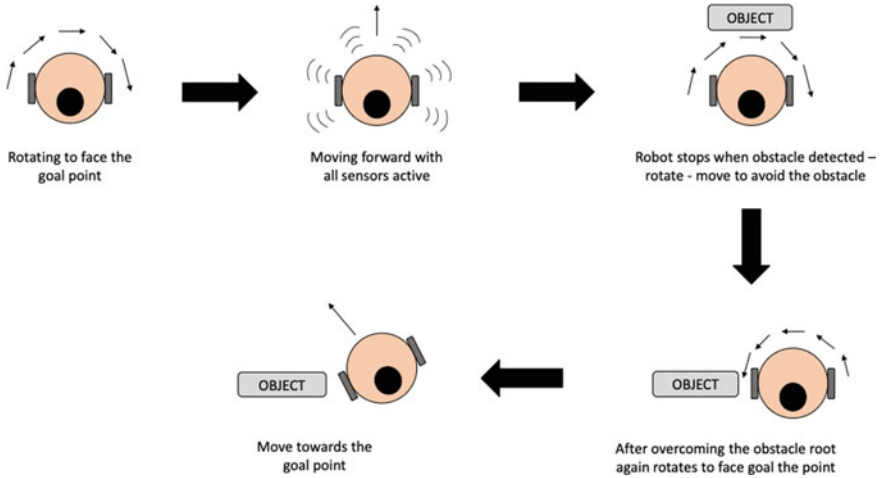 OBJECT
Rotating to face the
goal point
Moving forward with
all sensors active
Robot stops when obstacle detected –
rotate - move to avoid the obstacle
OBJECT
Move towards the
goal point
OBJECT
After overcoming the obstacle root
again rotates to face goal the point